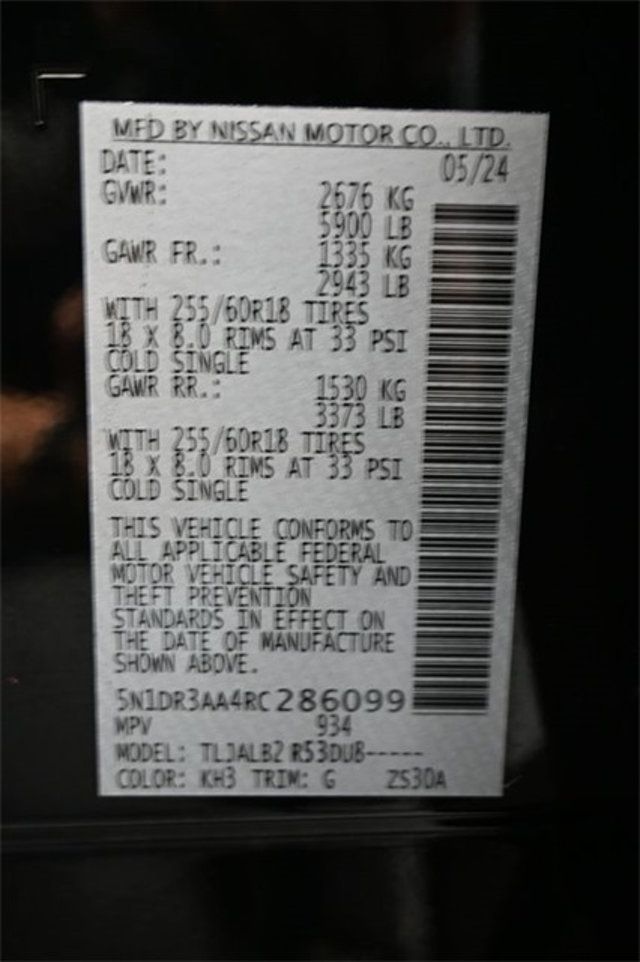 MFD BY NISSAN MOTOR CO., LTD.
DATE: 05/24
GVWR: 2676 KG
5900 LB
GAWR FR.: 1335 KG
2943 LB
WITH 255/60R18 TIRES
18 X 8.0 RIMS AT 33 PSI
COLD SINGLE
GAWR RR.: 1530 KG
3373 LB
WITH 255/60R18 TIRES
18 X 8.0 RIMS AT 33 PSI
COLD SINGLE
THIS VEHICLE CONFORMS TO
ALL APPLICABLE FEDERAL
MOTOR VEHICLE SAFETY AND
THEFT PREVENTION
STANDARDS IN EFFECT ON
THE DATE OF MANUFACTURE
SHOWN ABOVE.
5N1DR3AA4RC286099
MPV 934
MODEL: TLJALB2 R53DU8-----
COLOR: KH3 TRIM: G ZS30A